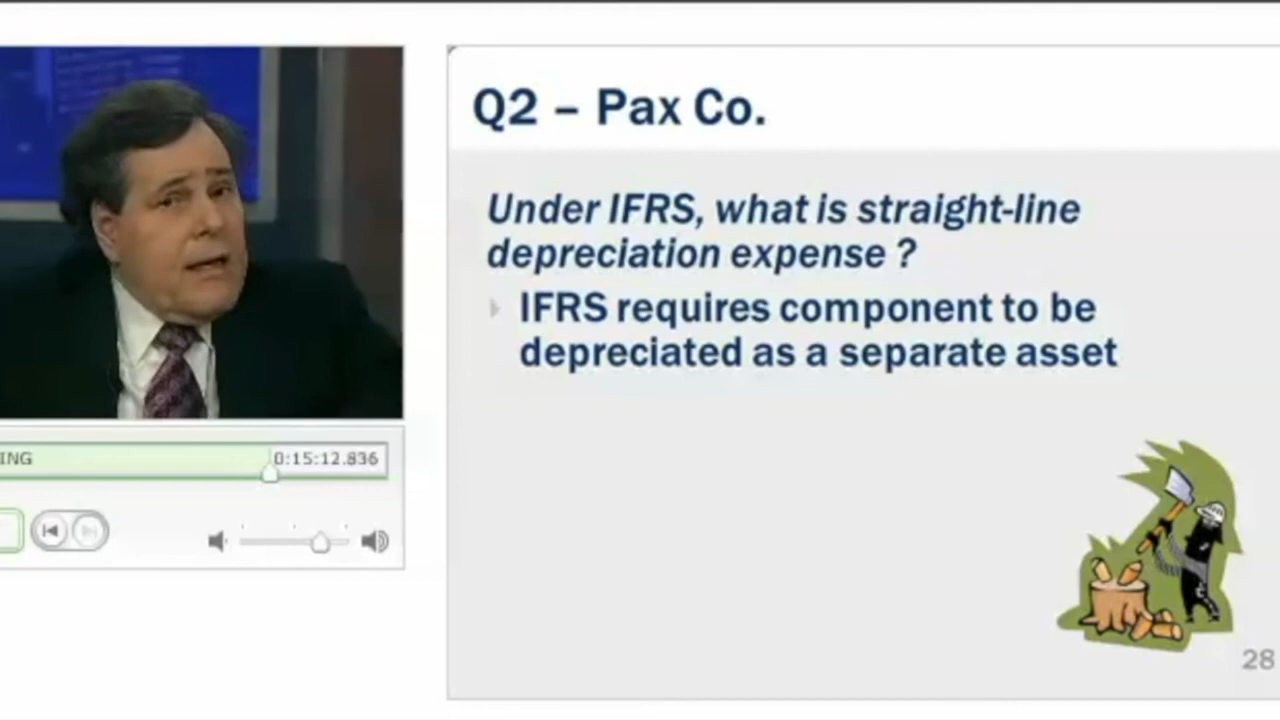 Q2 – Pax Co.
Under IFRS, what is straight-line
depreciation expense ?
IFRS requires component to be
depreciated as a separate asset
ING
0:15:12.836
28